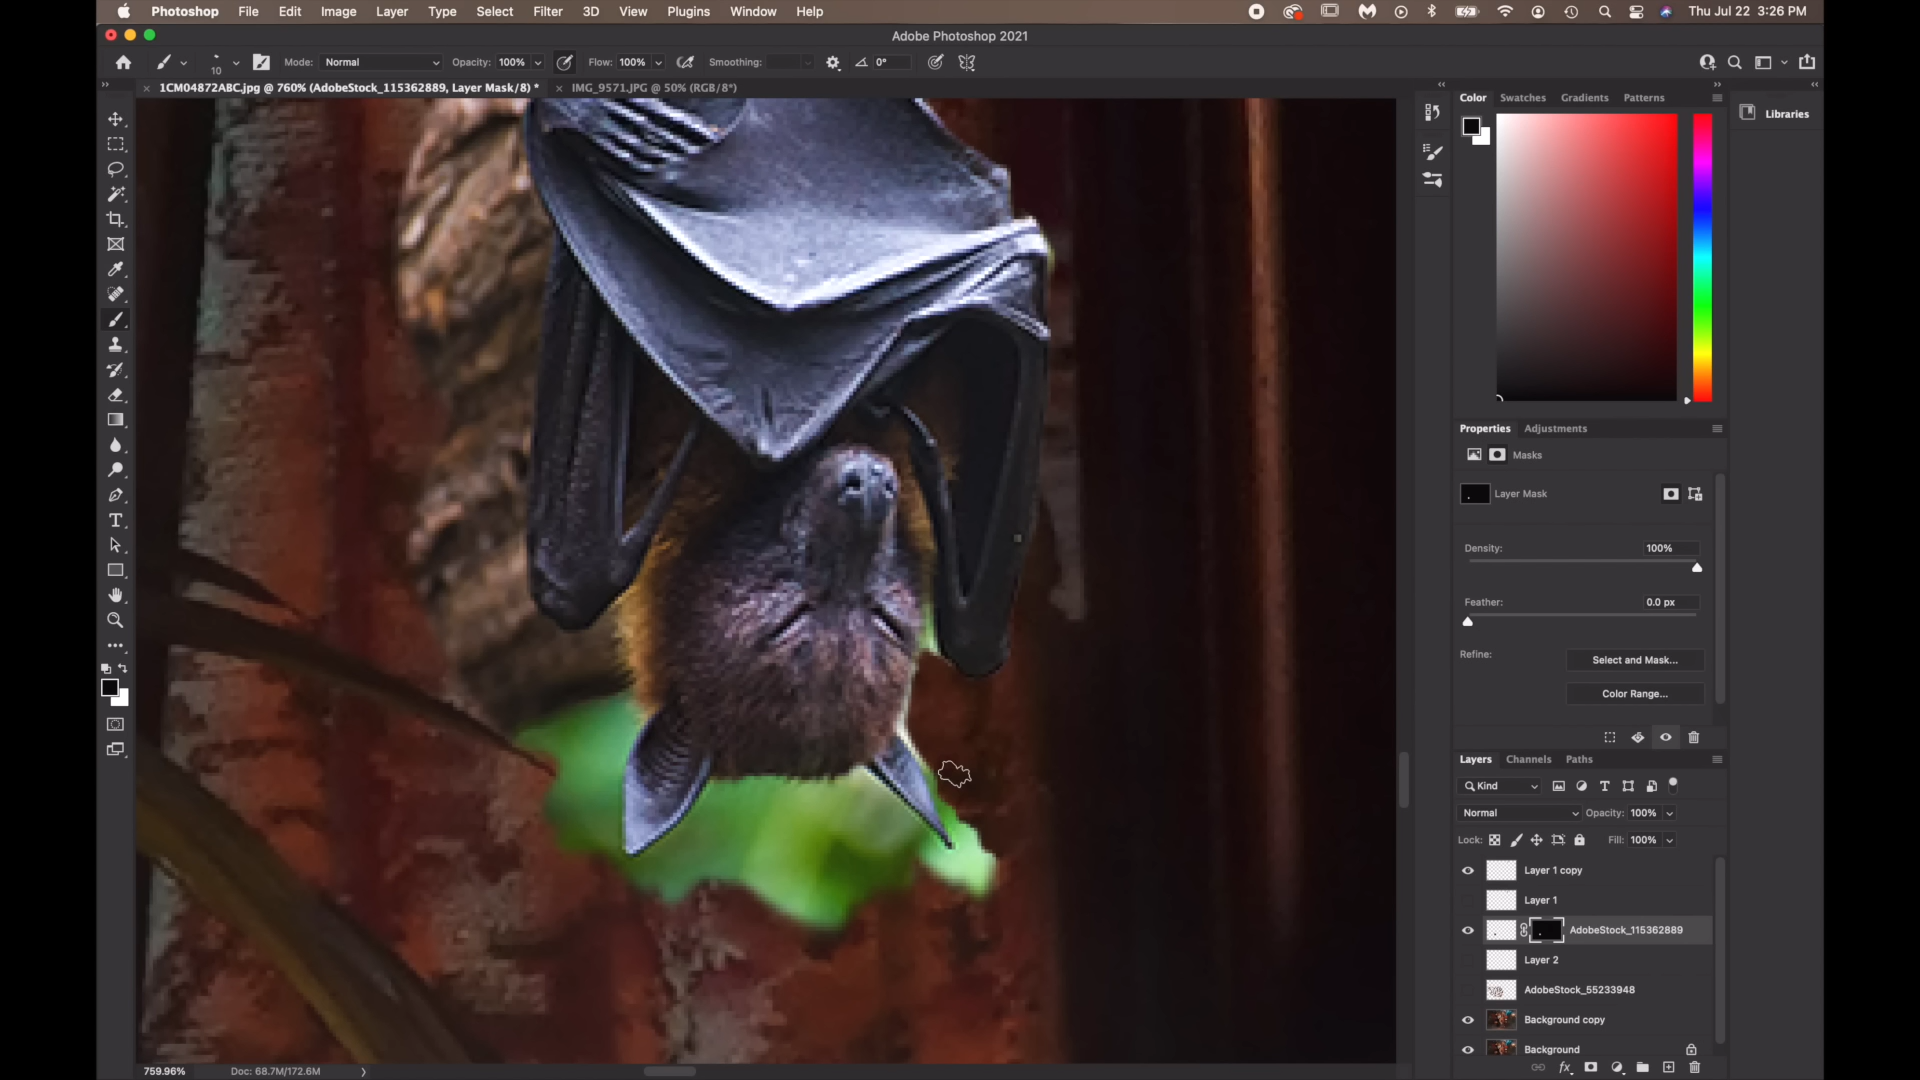 Photoshop File Edit Image Layer Type Select Filter 3D View Plugins Window Help Thu Jul 22 3:26 PM
Adobe Photoshop 2021
10 Mode: Normal Opacity: 100% Flow: 100% Smoothing: 0°
1CM04872ABC.jpg @ 760% (AdobeStock_115362889, Layer Mask/8) * IMG_9571.JPG @ 50% (RGB/8*)
Color Swatches Gradients Patterns
Libraries
Properties Adjustments
Masks
Layer Mask
Density: 100%
Feather: 0.0 px
Refine: Select and Mask...
Color Range...
Layers Channels Paths
Kind
Normal Opacity: 100%
Lock: Fill: 100%
Layer 1 copy
Layer 1
AdobeStock_115362889
Layer 2
AdobeStock_55233948
Background copy
Background
759.96% Doc: 68.7M/172.6M